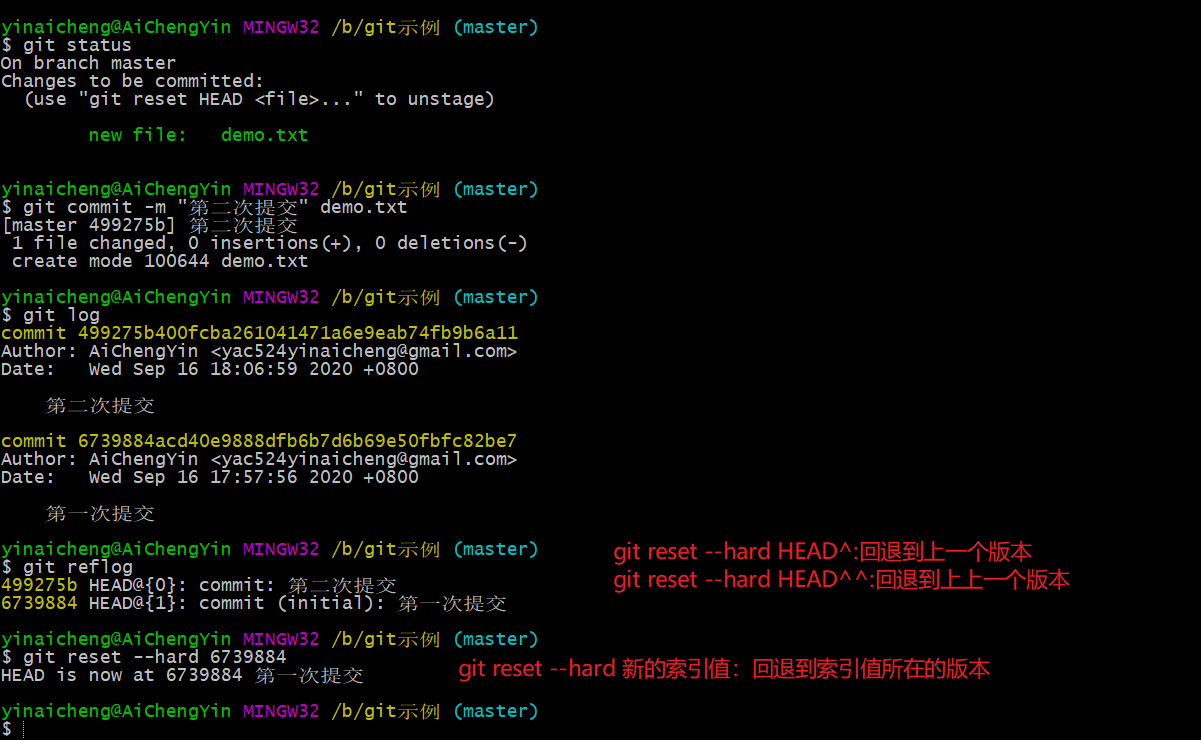 yinaicheng@AiChengYin MINGW32 /b/git示例 (master)
$ git status
On branch master
Changes to be committed:
  (use "git reset HEAD <file>..." to unstage)
        new file:   demo.txt
yinaicheng@AiChengYin MINGW32 /b/git示例 (master)
$ git commit -m "第二次提交" demo.txt
[master 499275b] 第二次提交
 1 file changed, 0 insertions(+), 0 deletions(-)
 create mode 100644 demo.txt
yinaicheng@AiChengYin MINGW32 /b/git示例 (master)
$ git log
commit 499275b400fcba261041471a6e9eab74fb9b6a11
Author: AiChengYin <yac524yinaicheng@gmail.com>
Date:   Wed Sep 16 18:06:59 2020 +0800
    第二次提交
commit 6739884acd40e9888dfb6b7d6b69e50fbfc82be7
Author: AiChengYin <yac524yinaicheng@gmail.com>
Date:   Wed Sep 16 17:57:56 2020 +0800
    第一次提交
yinaicheng@AiChengYin MINGW32 /b/git示例 (master)
$ git reflog
499275b HEAD@{0}: commit: 第二次提交
6739884 HEAD@{1}: commit (initial): 第一次提交
git reset --hard HEAD^:回退到上一个版本
git reset --hard HEAD^^:回退到上上一个版本
yinaicheng@AiChengYin MINGW32 /b/git示例 (master)
$ git reset --hard 6739884
HEAD is now at 6739884 第一次提交
git reset --hard 新的索引值：回退到索引值所在的版本
yinaicheng@AiChengYin MINGW32 /b/git示例 (master)
$